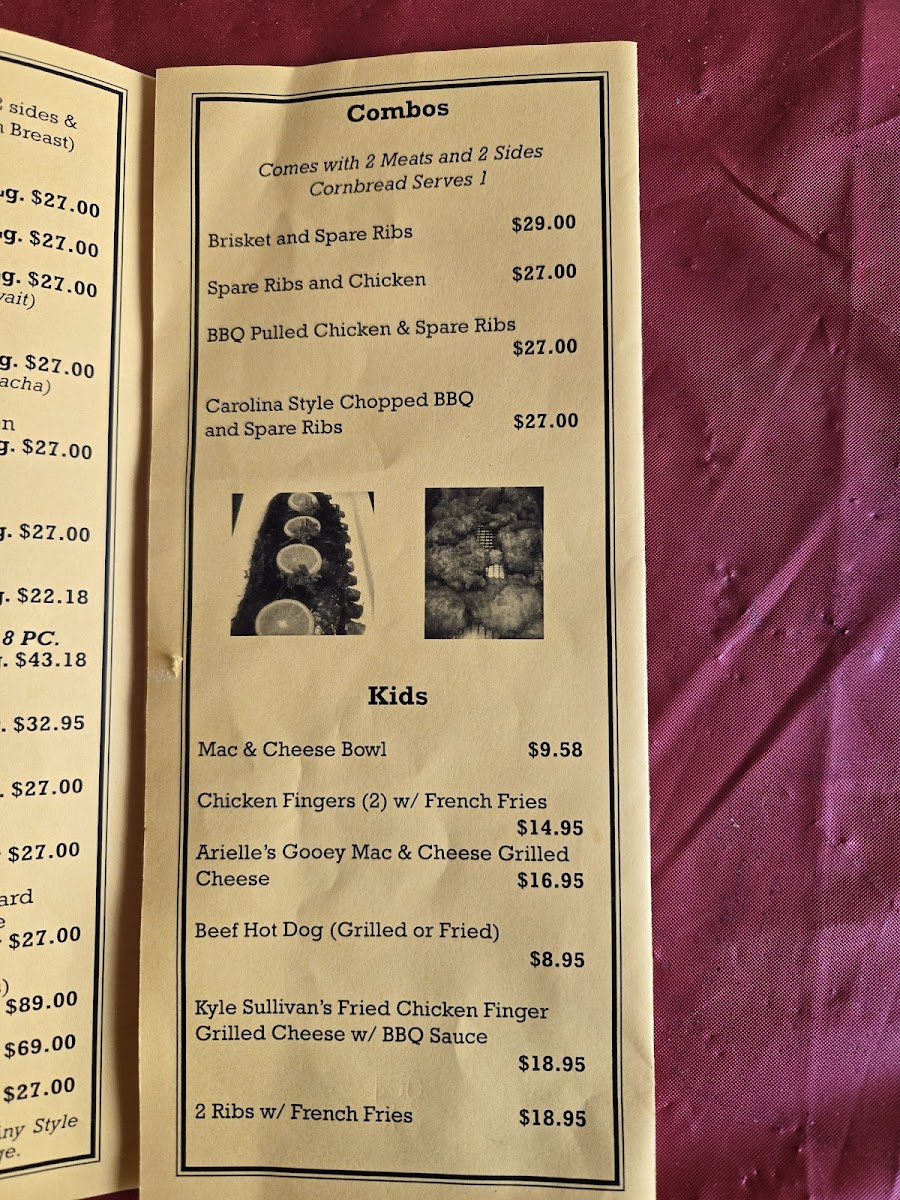 2 sides &
Breast)
g. $27.00
g. $27.00
g. $27.00
g. $27.00
g. $27.00
g. $27.00
. $22.18
8 PC.
. $43.18
. $32.95
. $27.00
$27.00
$27.00
$89.00
$69.00
$27.00
Style
Combos
Comes with 2 Meats and 2 Sides
Cornbread Serves 1
Brisket and Spare Ribs $29.00
Spare Ribs and Chicken $27.00
BBQ Pulled Chicken & Spare Ribs
$27.00
Carolina Style Chopped BBQ
and Spare Ribs $27.00
Kids
Mac & Cheese Bowl $9.58
Chicken Fingers (2) w/ French Fries
$14.95
Arielle's Gooey Mac & Cheese Grilled
Cheese $16.95
Beef Hot Dog (Grilled or Fried)
$8.95
Kyle Sullivan's Fried Chicken Finger
Grilled Cheese w/ BBQ Sauce
$18.95
2 Ribs w/ French Fries $18.95